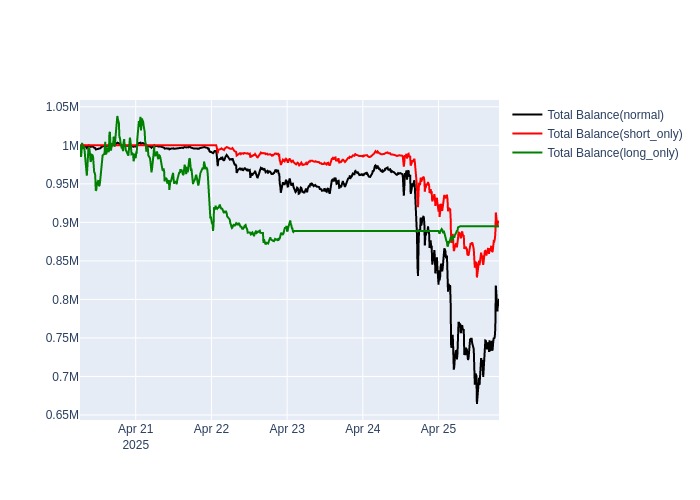 1.05M
1M
0.95M
0.9M
0.85M
0.8M
0.75M
0.7M
0.65M
Apr 21
2025
Apr 22
Apr 23
Apr 24
Apr 25
Total Balance(normal)
Total Balance(short_only)
Total Balance(long_only)